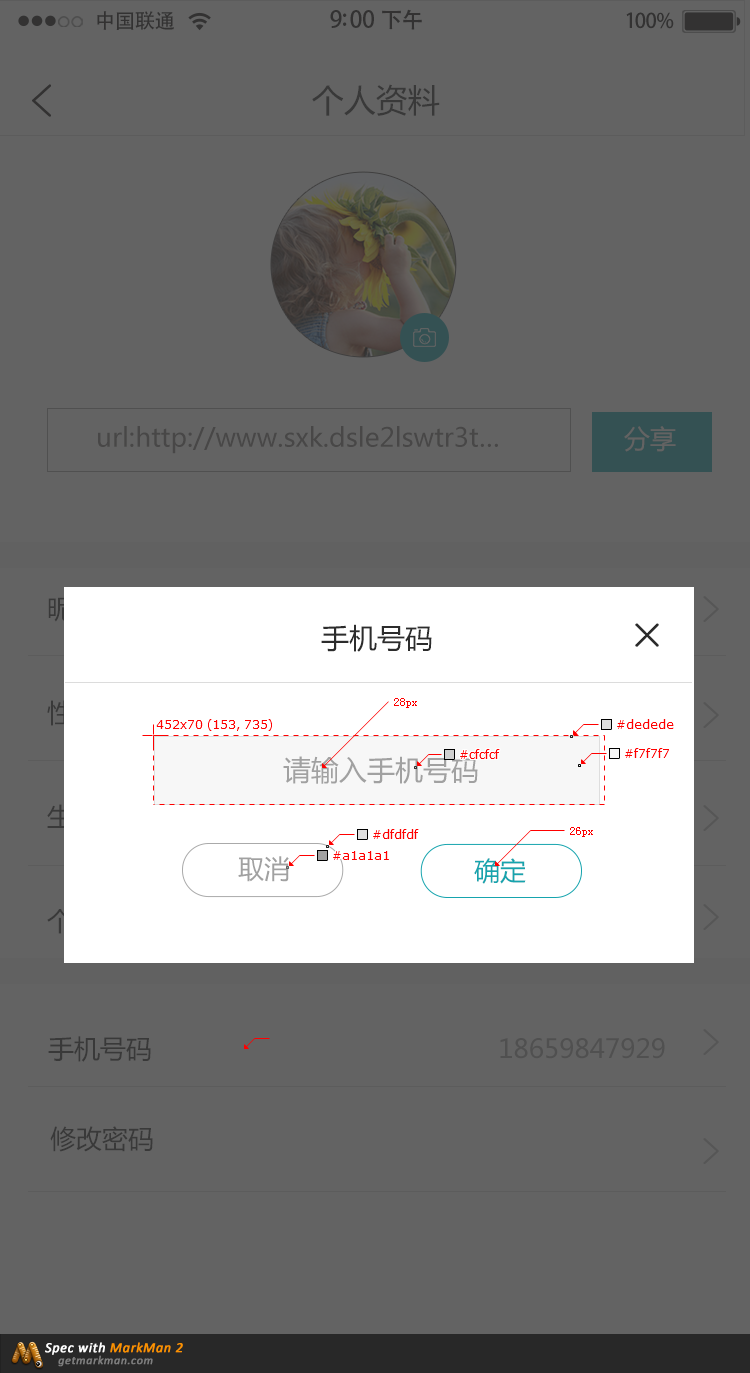 中国联通 9:00 下午 100%
个人资料
url:http://www.sxk.dsle2lswtr3t...
分享
昵
手机号码
性
28px
452x70 (153, 735)
#dedede
#cfcfcf
#f7f7f7
请输入手机号码
生
#dfdfdf
26px
#a1a1a1
取消
确定
个
手机号码 18659847929
修改密码
Spec with MarkMan 2
getmarkman.com